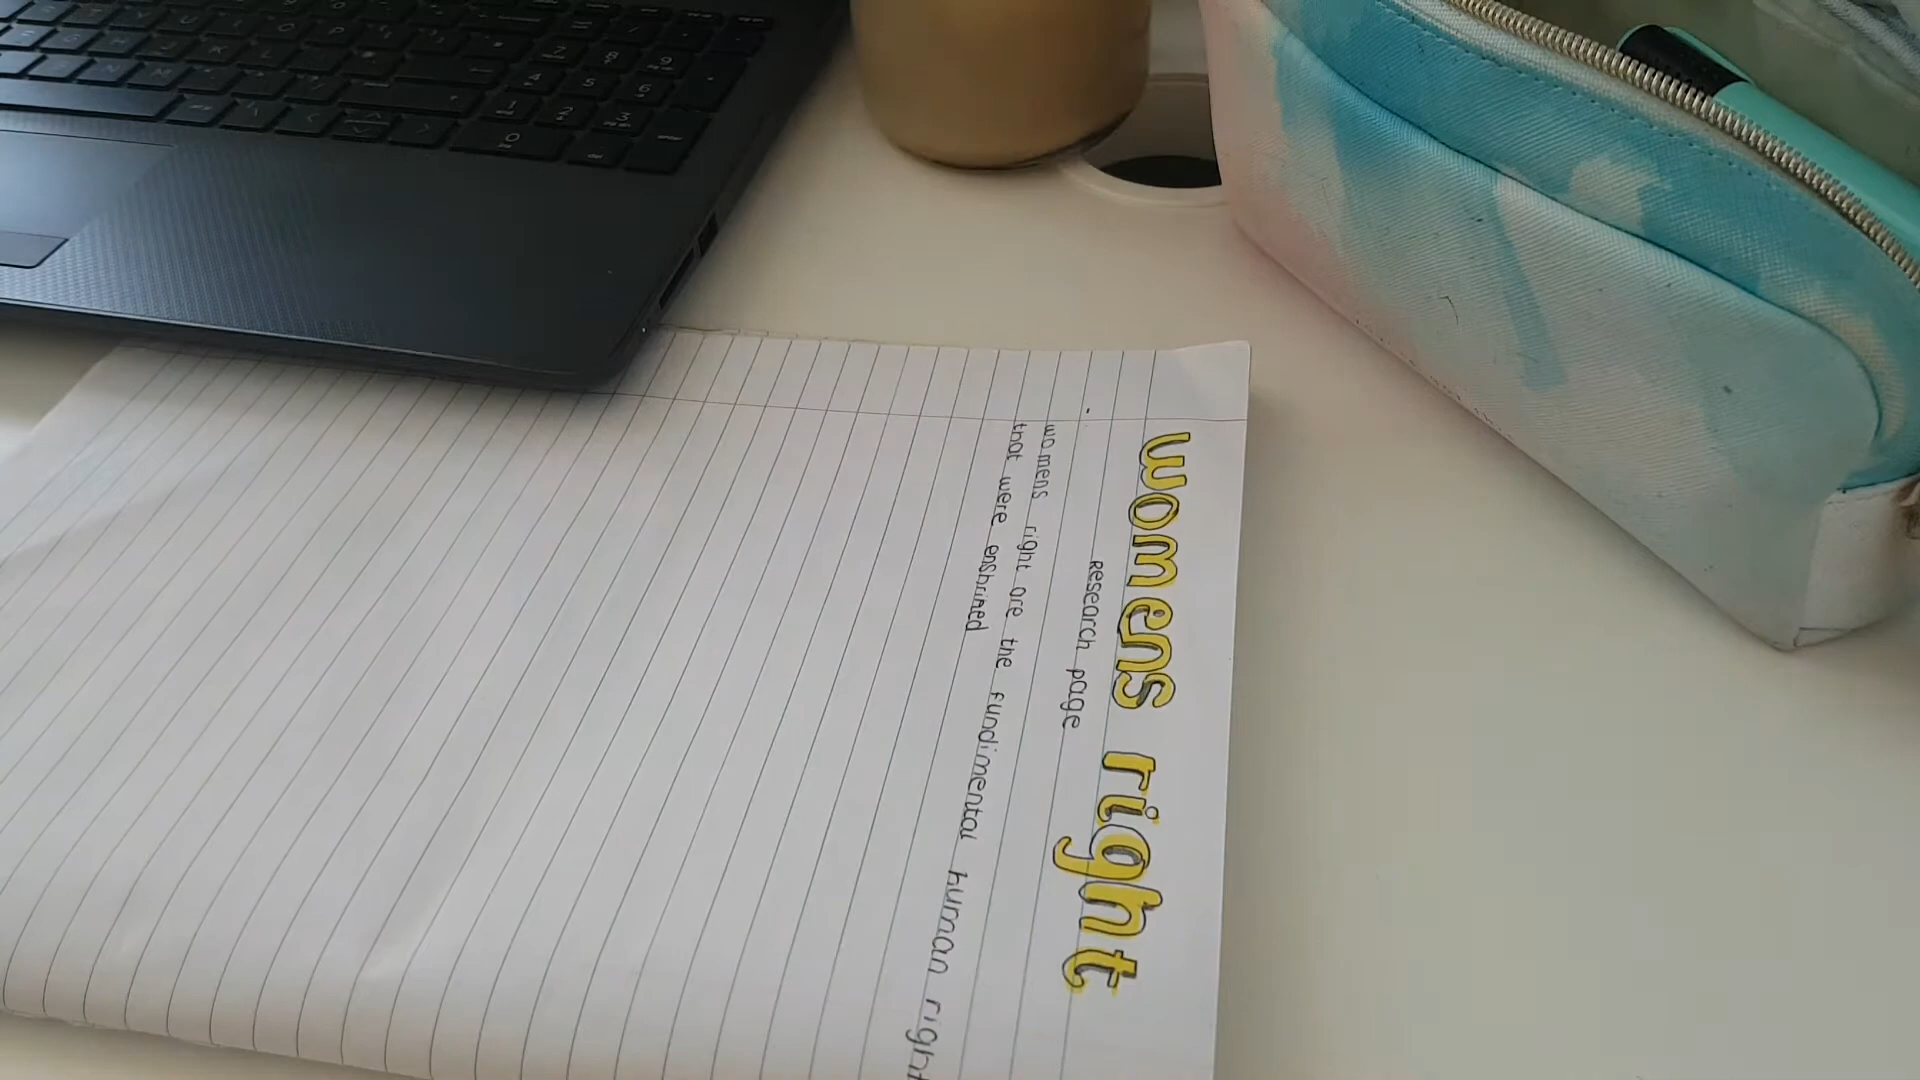 womens right
Research page
womens right are the fundimental human right
that were enshrined